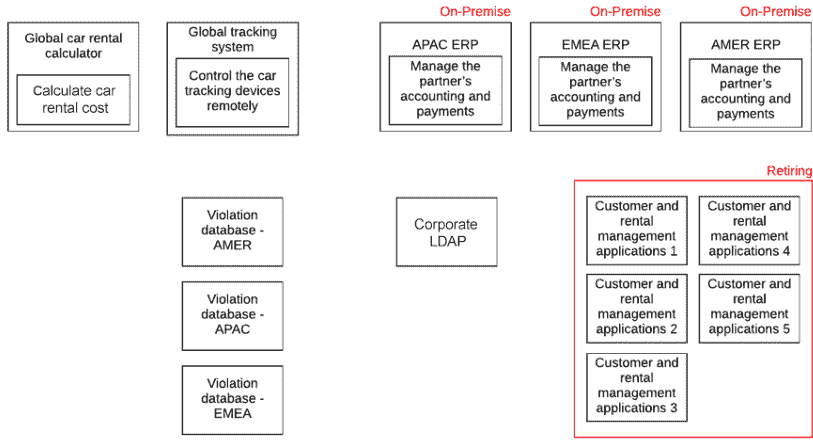 On-Premise
On-Premise
On-Premise
Global car rental
calculator
Calculate car
rental cost
Global tracking
system
Control the car
tracking devices
remotely
APAC ERP
Manage the
partner's
accounting and
payments
EMEA ERP
Manage the
partner's
accounting and
payments
AMER ERP
Manage the
partner's
accounting and
payments
Retiring
Violation
database -
AMER
Violation
database -
APAC
Violation
database -
EMEA
Corporate
LDAP
Customer and
rental
management
applications 1
Customer and
rental
management
applications 4
Customer and
rental
management
applications 2
Customer and
rental
management
applications 5
Customer and
rental
management
applications 3